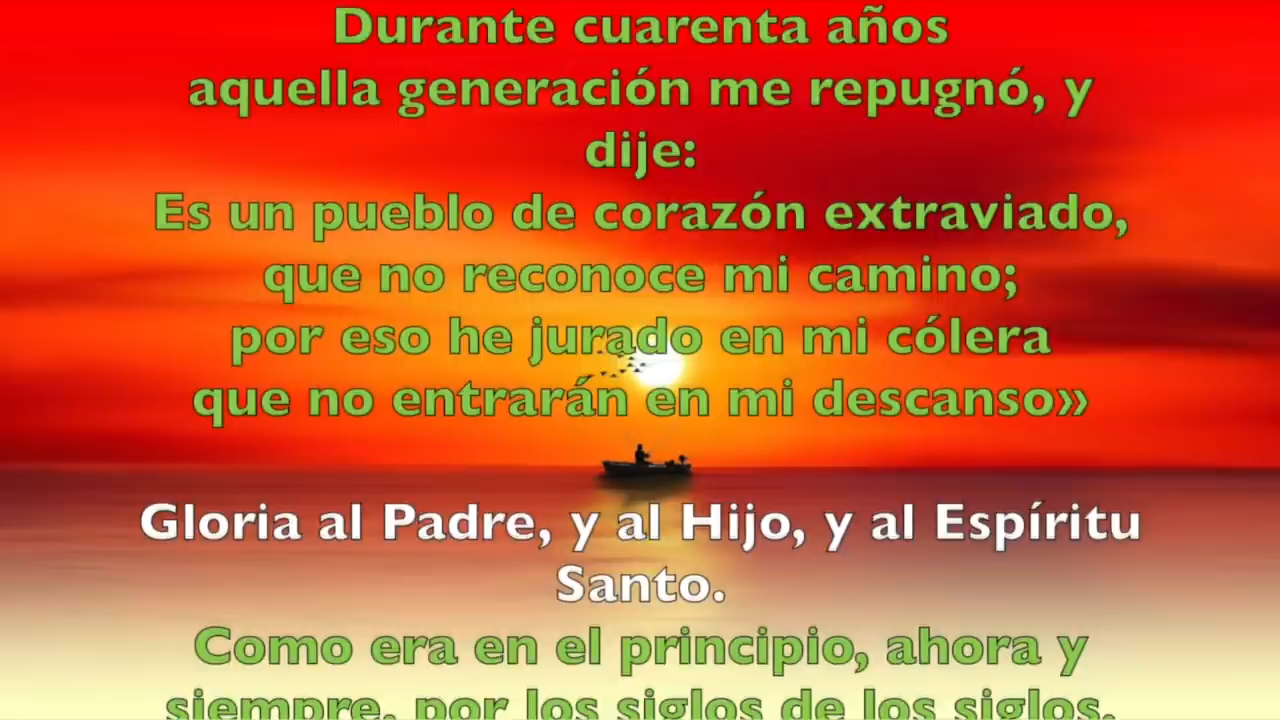 Durante cuarenta años
aquella generación me repugnó, y
dije:
Es un pueblo de corazón extraviado,
que no reconoce mi camino;
por eso he jurado en mi cólera
que no entrarán en mi descanso»
Gloria al Padre, y al Hijo, y al Espíritu
Santo.
Como era en el principio, ahora y
siempre, por los siglos de los siglos.